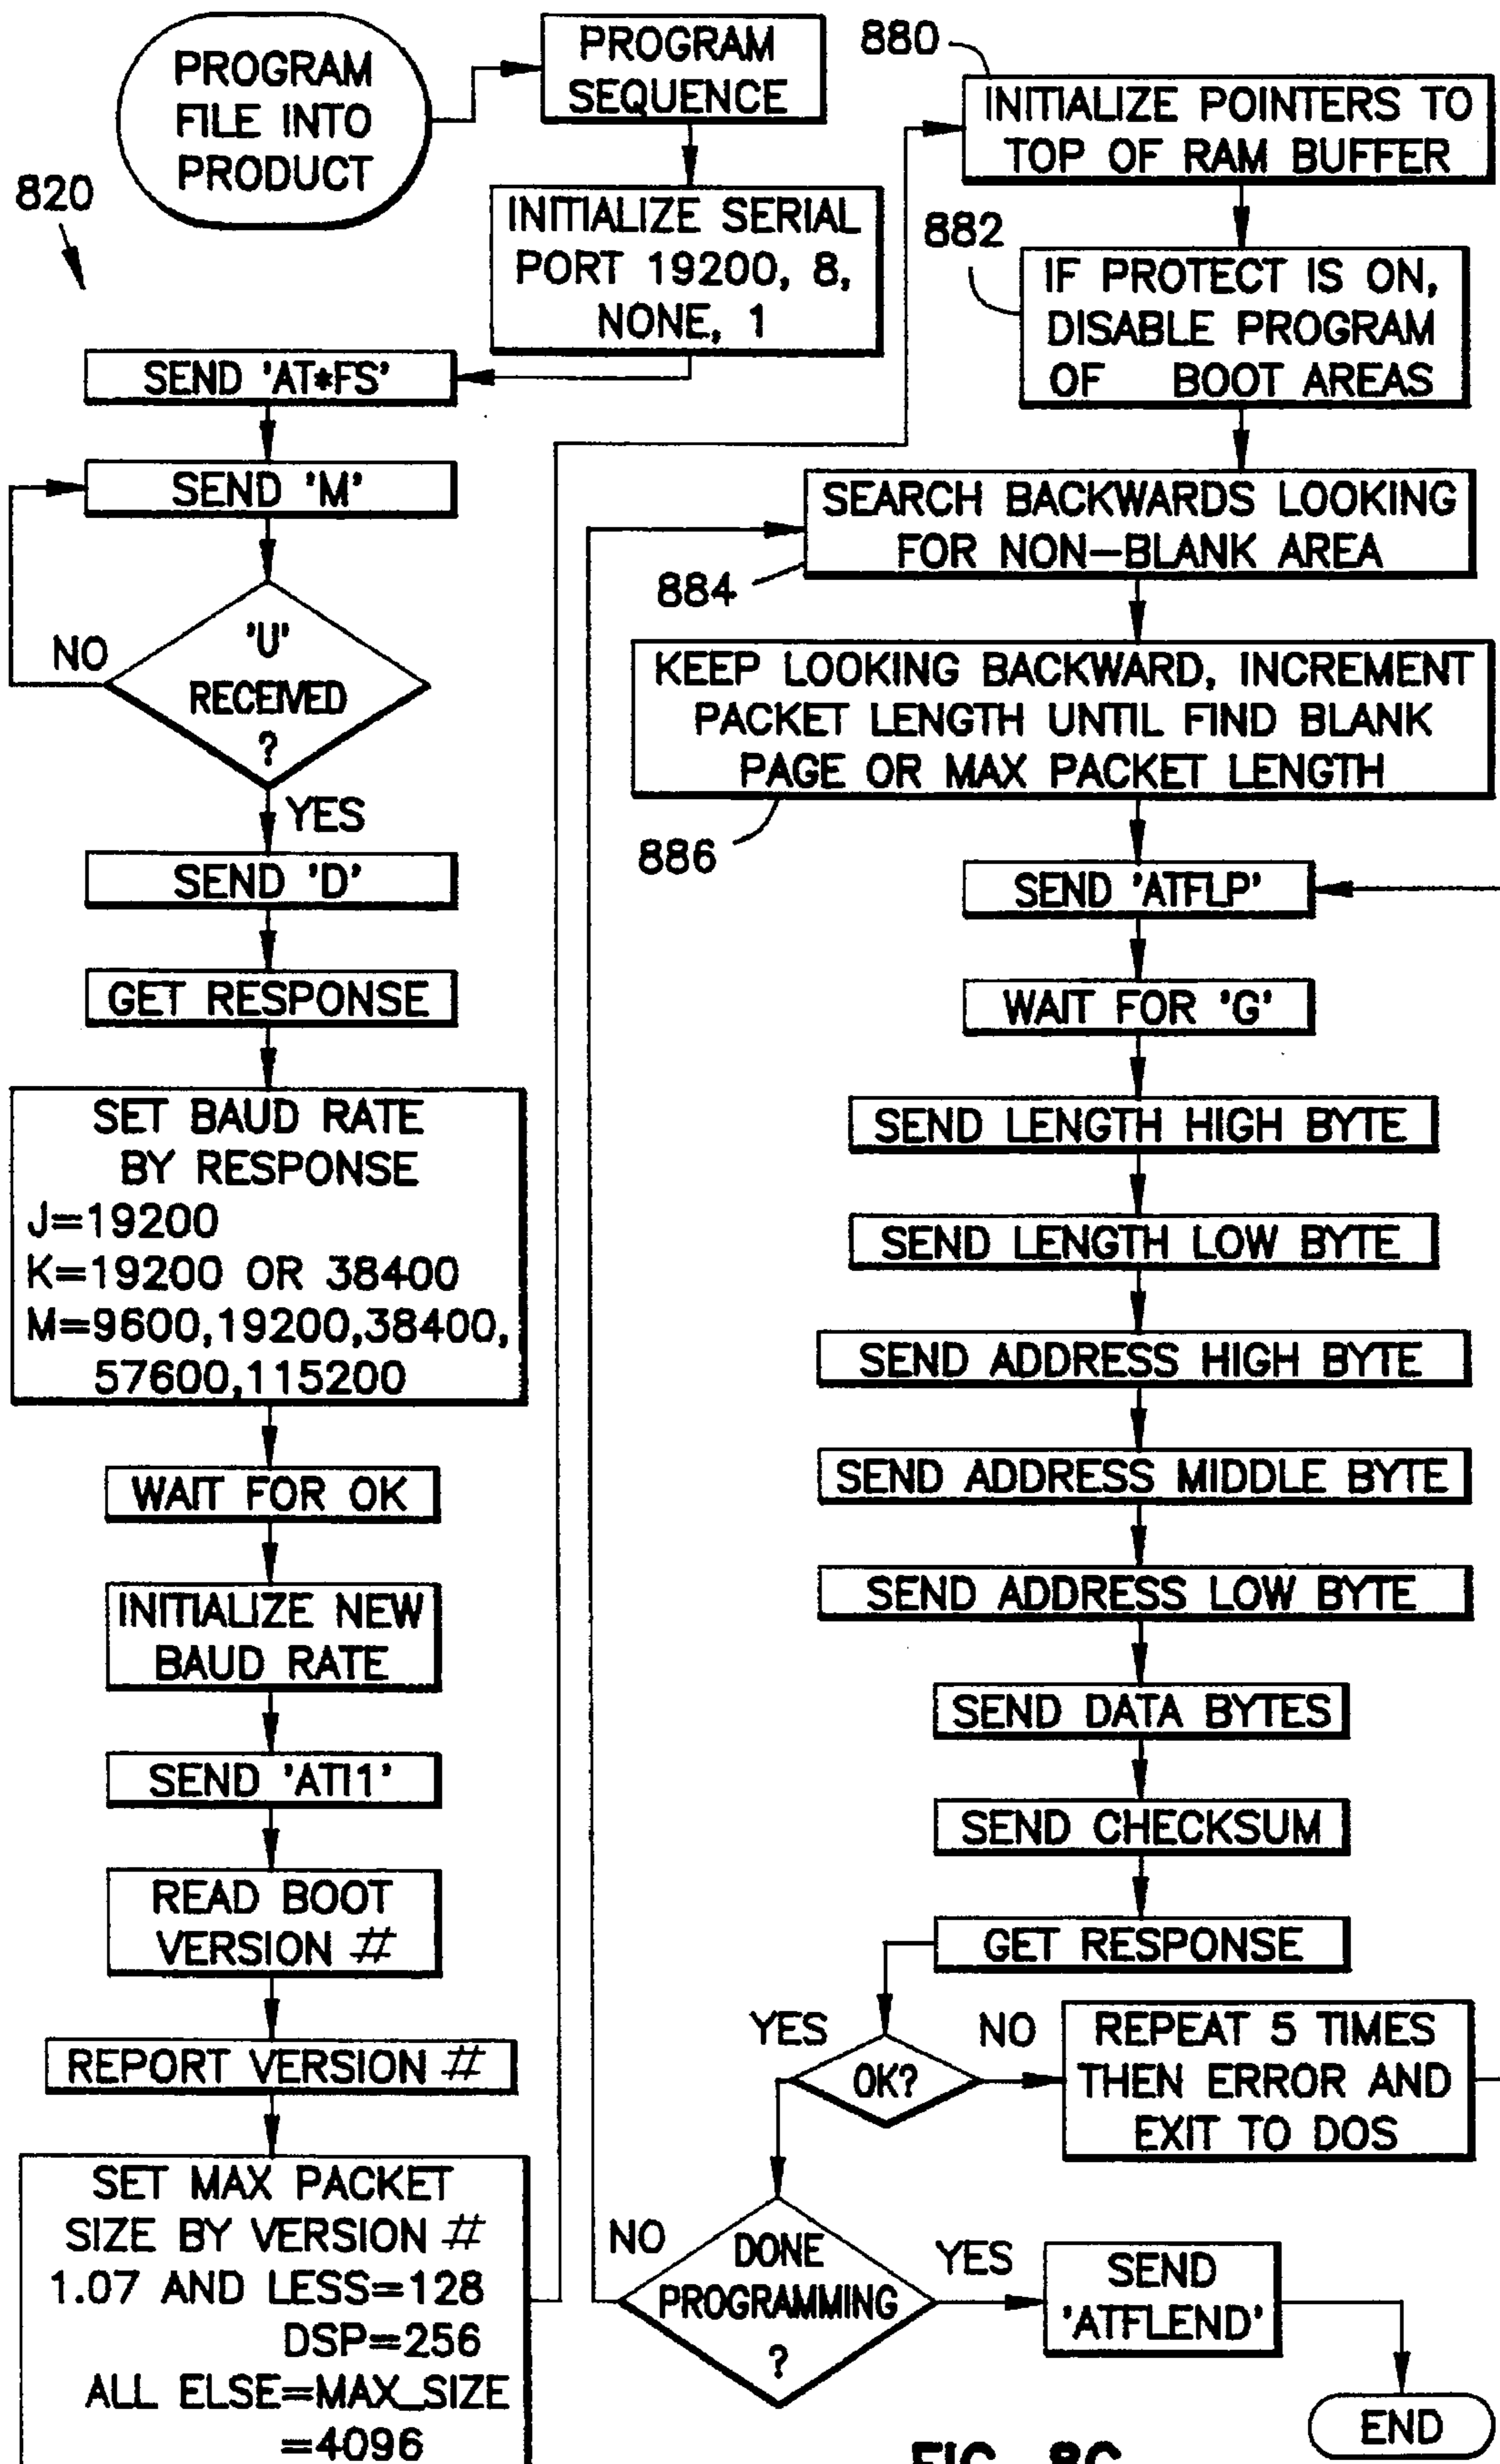 PROGRAM
FILE INTO
PRODUCT
820
PROGRAM
SEQUENCE
INITIALIZE SERIAL
PORT 19200, 8,
NONE, 1
SEND 'AT*FS'
SEND 'M'
'U'
RECEIVED
?
NO
YES
SEND 'D'
GET RESPONSE
SET BAUD RATE
BY RESPONSE
J=19200
K=19200 OR 38400
M=9600,19200,38400,
57600,115200
WAIT FOR OK
INITIALIZE NEW
BAUD RATE
SEND 'ATI1'
READ BOOT
VERSION #
REPORT VERSION #
SET MAX PACKET
SIZE BY VERSION #
1.07 AND LESS=128
DSP=256
ALL ELSE=MAX_SIZE
=4096
880
INITIALIZE POINTERS TO
TOP OF RAM BUFFER
882
IF PROTECT IS ON,
DISABLE PROGRAM
OF BOOT AREAS
SEARCH BACKWARDS LOOKING
FOR NON-BLANK AREA
884
KEEP LOOKING BACKWARD, INCREMENT
PACKET LENGTH UNTIL FIND BLANK
PAGE OR MAX PACKET LENGTH
886
SEND 'ATFLP'
WAIT FOR 'G'
SEND LENGTH HIGH BYTE
SEND LENGTH LOW BYTE
SEND ADDRESS HIGH BYTE
SEND ADDRESS MIDDLE BYTE
SEND ADDRESS LOW BYTE
SEND DATA BYTES
SEND CHECKSUM
GET RESPONSE
YES
OK?
NO
REPEAT 5 TIMES
THEN ERROR AND
EXIT TO DOS
NO
DONE
PROGRAMMING
?
YES
SEND
'ATFLEND'
END
FIG. 8C